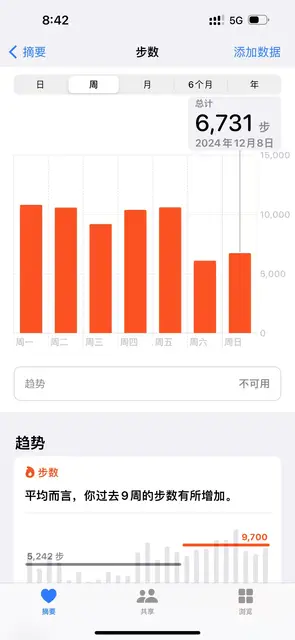 8:42
5G
摘要
步数
添加数据
日 周 月 6个月 年
总计
6,731 步
2024年12月8日
15,000
10,000
5,000
0
周一 周二 周三 周四 周五 周六 周日
趋势 不可用
趋势
步数
平均而言，你过去9周的步数有所增加。
9,700
5,242 步
摘要 共享 浏览